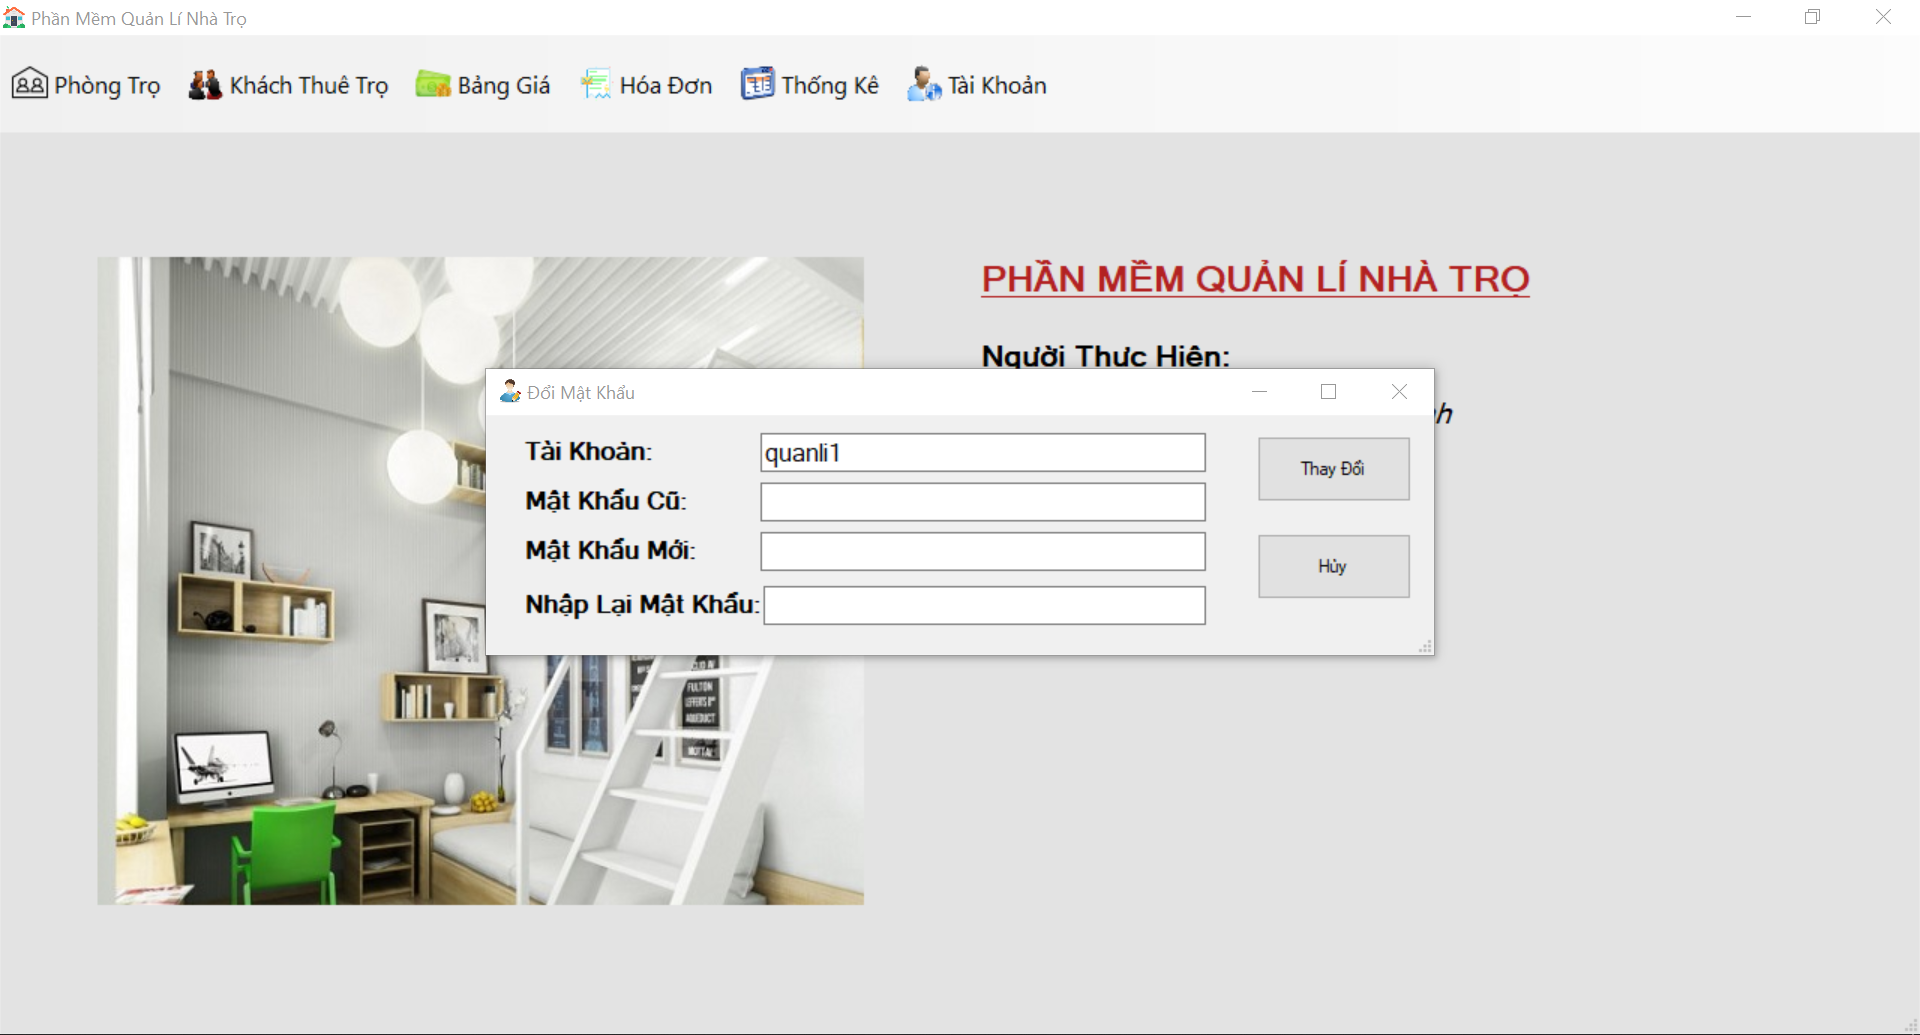 Phần Mềm Quản Lí Nhà Trọ
Phòng Trọ Khách Thuê Trọ Bảng Giá Hóa Đơn Thống Kê Tài Khoản
PHẦN MỀM QUẢN LÍ NHÀ TRỌ
Người Thực Hiện:
Đổi Mật Khẩu
Tài Khoản: quanli1
Thay Đổi
Mật Khẩu Cũ:
Mật Khẩu Mới:
Hủy
Nhập Lại Mật Khẩu:
FULTON
AQUEDUCT